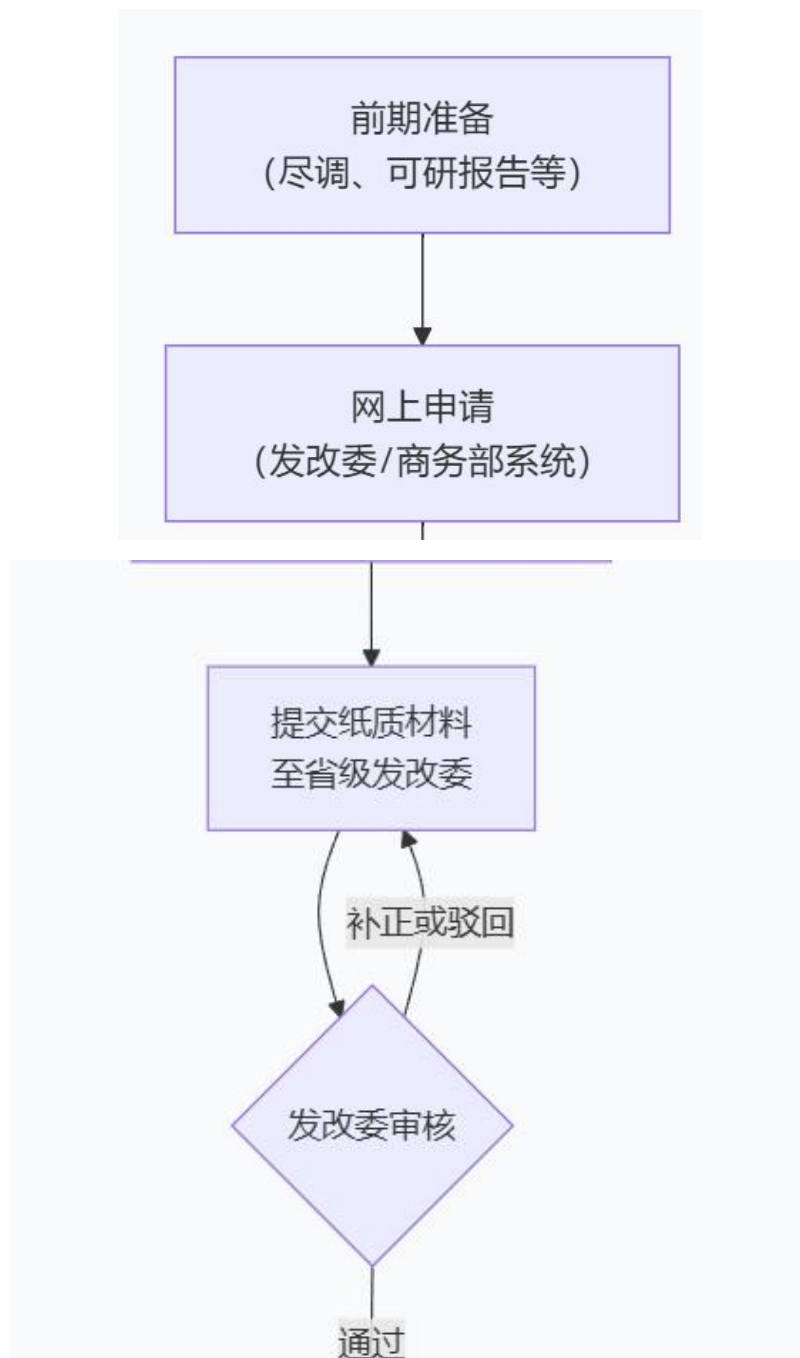 前期准备
（尽调、可研报告等）
网上申请
（发改委/商务部系统）
提交纸质材料
至省级发改委
补正或驳回
发改委审核
通过